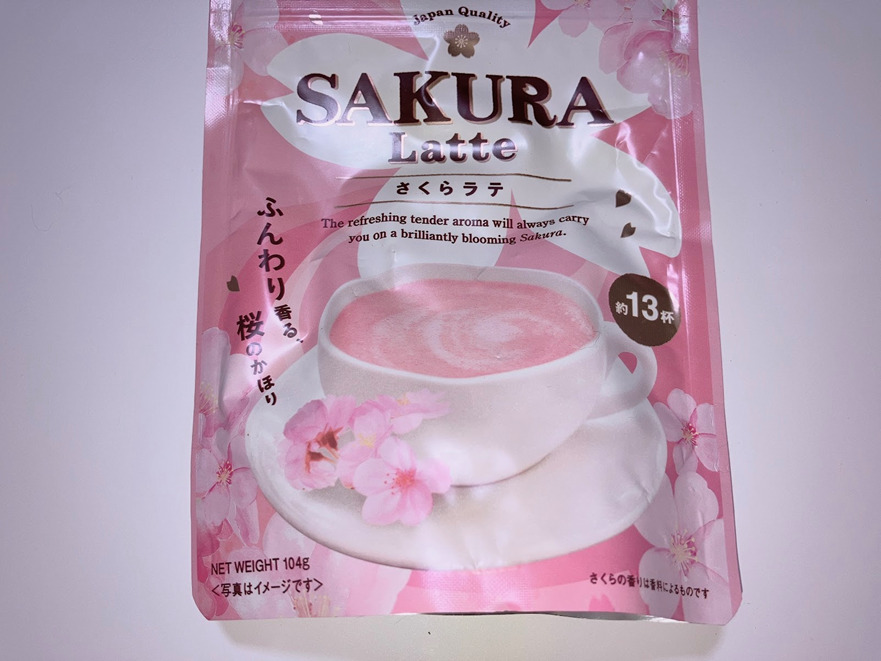 Japan Quality
SAKURA
Latte
さくらラテ
The refreshing tender aroma will always carry
you on a brilliantly blooming Sakura.
ふんわり香る、
桜のかほり
約13杯
NET WEIGHT 104g
<写真はイメージです>
さくらの香りは香料によるものです